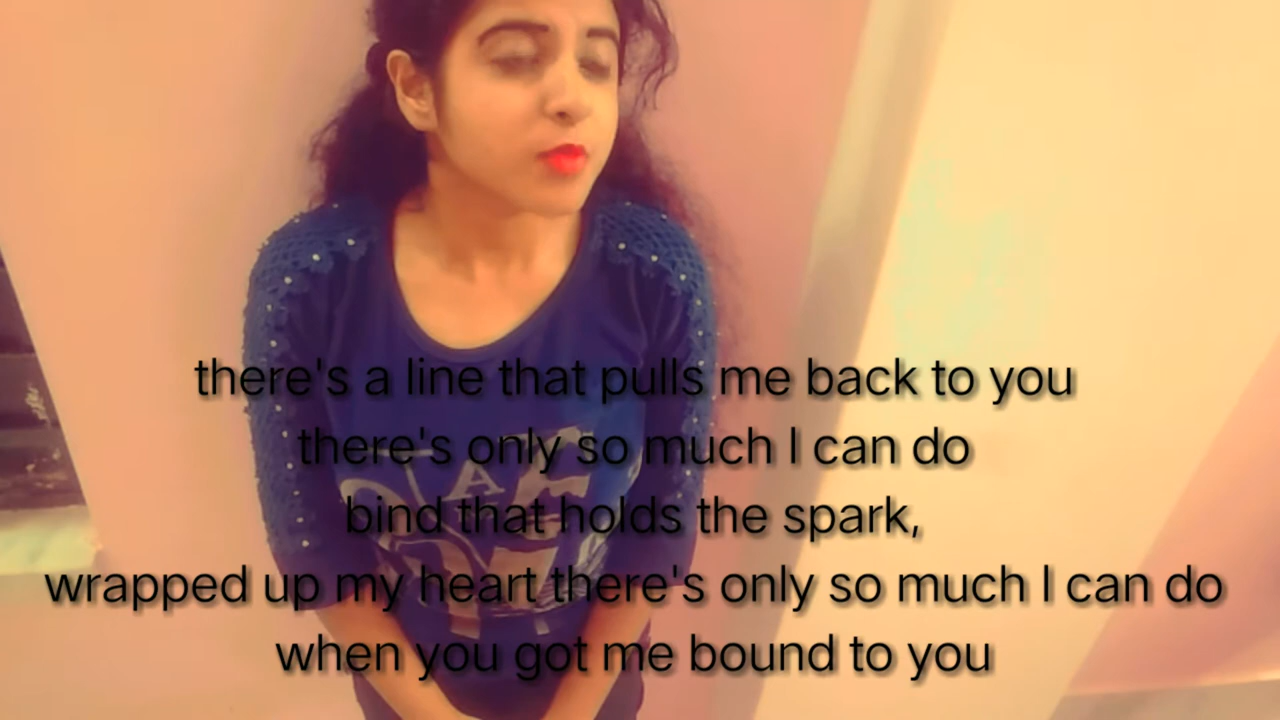 there's a line that pulls me back to you
there's only so much I can do
bind that holds the spark,
wrapped up my heart there's only so much I can do
when you got me bound to you